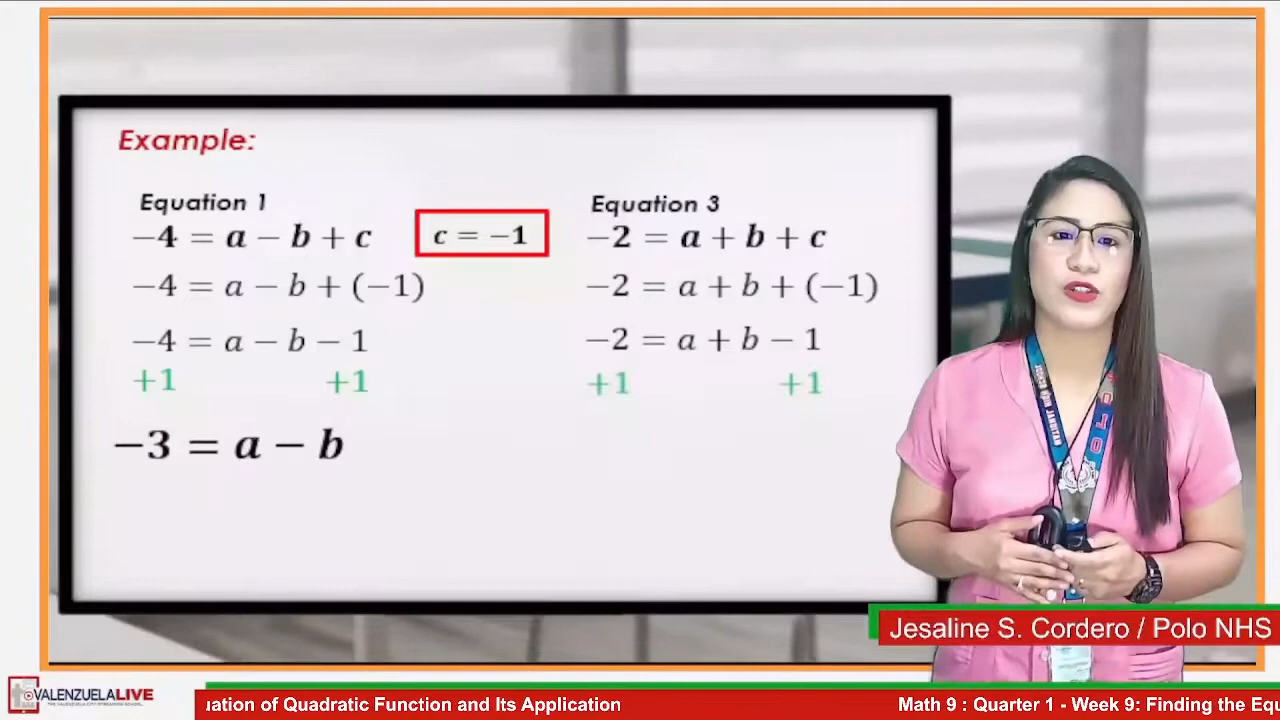 Example:
Equation 1
−4 = a − b + c
−4 = a − b + (−1)
−4 = a − b − 1
+1 +1
−3 = a − b
c = −1
Equation 3
−2 = a + b + c
−2 = a + b + (−1)
−2 = a + b − 1
+1 +1
Jesaline S. Cordero / Polo NHS
VALENZUELALIVE
uation of Quadratic Function and Its Application
Math 9 : Quarter 1 - Week 9: Finding the Equ